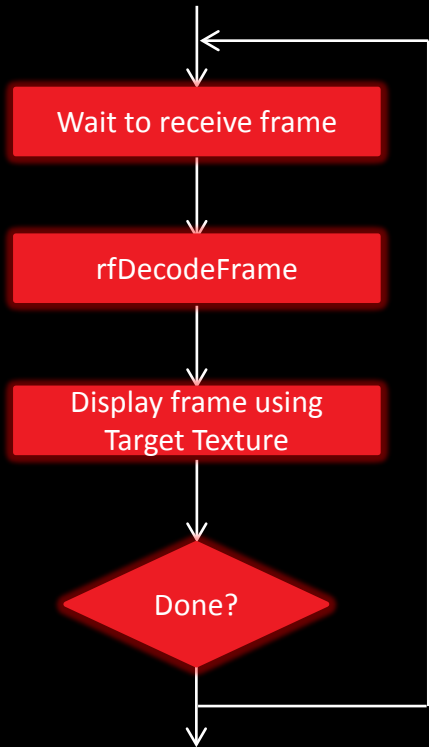 Wait to receive frame
rfDecodeFrame
Display frame using
Target Texture
Done?